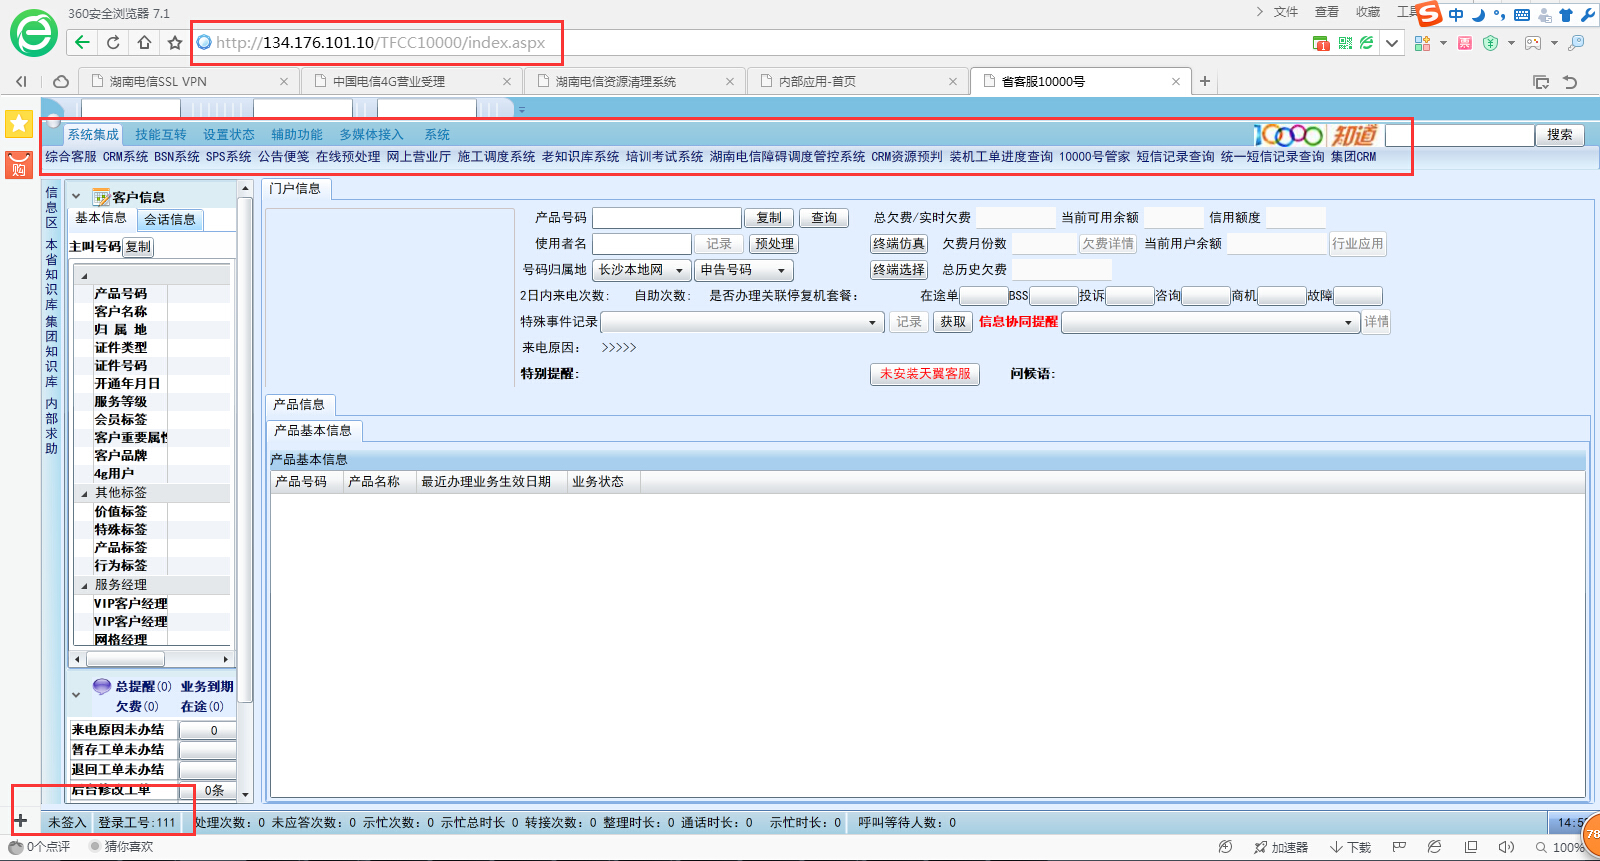 360安全浏览器 7.1
文件 查看 收藏 工具 中
http://134.176.101.10/TFCC10000/index.aspx
湖南电信SSL VPN
中国电信4G营业受理
湖南电信资源清理系统
内部应用-首页
省客服10000号
购
系统集成 技能互转 设置状态 辅助功能 多媒体接入 系统
10000 知道 搜索
综合客服 CRM系统 BSN系统 SPS系统 公告便笺 在线预处理 网上营业厅 施工调度系统 老知识库系统 培训考试系统 湖南电信障碍调度管控系统 CRM资源预判 装机工单进度查询 10000号管家 短信记录查询 统一短信记录查询 集团CRM
信息区
本省知识库
集团知识库
内部求助
客户信息
基本信息 会话信息
主叫号码 复制
产品号码
客户名称
归 属 地
证件类型
证件号码
开通年月日
服务等级
会员标签
客户重要属性
客户品牌
4g用户
其他标签
价值标签
特殊标签
产品标签
行为标签
服务经理
VIP客户经理
VIP客户经理
网格经理
总提醒(0) 业务到期
欠费(0) 在途(0)
来电原因未办结 0
暂存工单未办结
退回工单未办结
后台修改工单 0条
门户信息
产品号码 复制 查询 总欠费/实时欠费 当前可用余额 信用额度
使用者名 记录 预处理 终端仿真 欠费月份数 欠费详情 当前用户余额 行业应用
号码归属地 长沙本地网 申告号码 终端选择 总历史欠费
2日内来电次数: 自助次数: 是否办理关联停复机套餐: 在途单 BSS 投诉 咨询 商机 故障
特殊事件记录 记录 获取 信息协同提醒 详情
来电原因: >>>>>
特别提醒: 未安装天翼客服 问候语:
产品信息
产品基本信息
产品基本信息
产品号码 产品名称 最近办理业务生效日期 业务状态
未签入 登录工号:111 处理次数: 0 未应答次数: 0 示忙次数: 0 示忙总时长 0 转接次数: 0 整理时长: 0 通话时长: 0 示忙时长: 0 呼叫等待人数: 0
78
0个点评 猜你喜欢 加速器 下载 100%